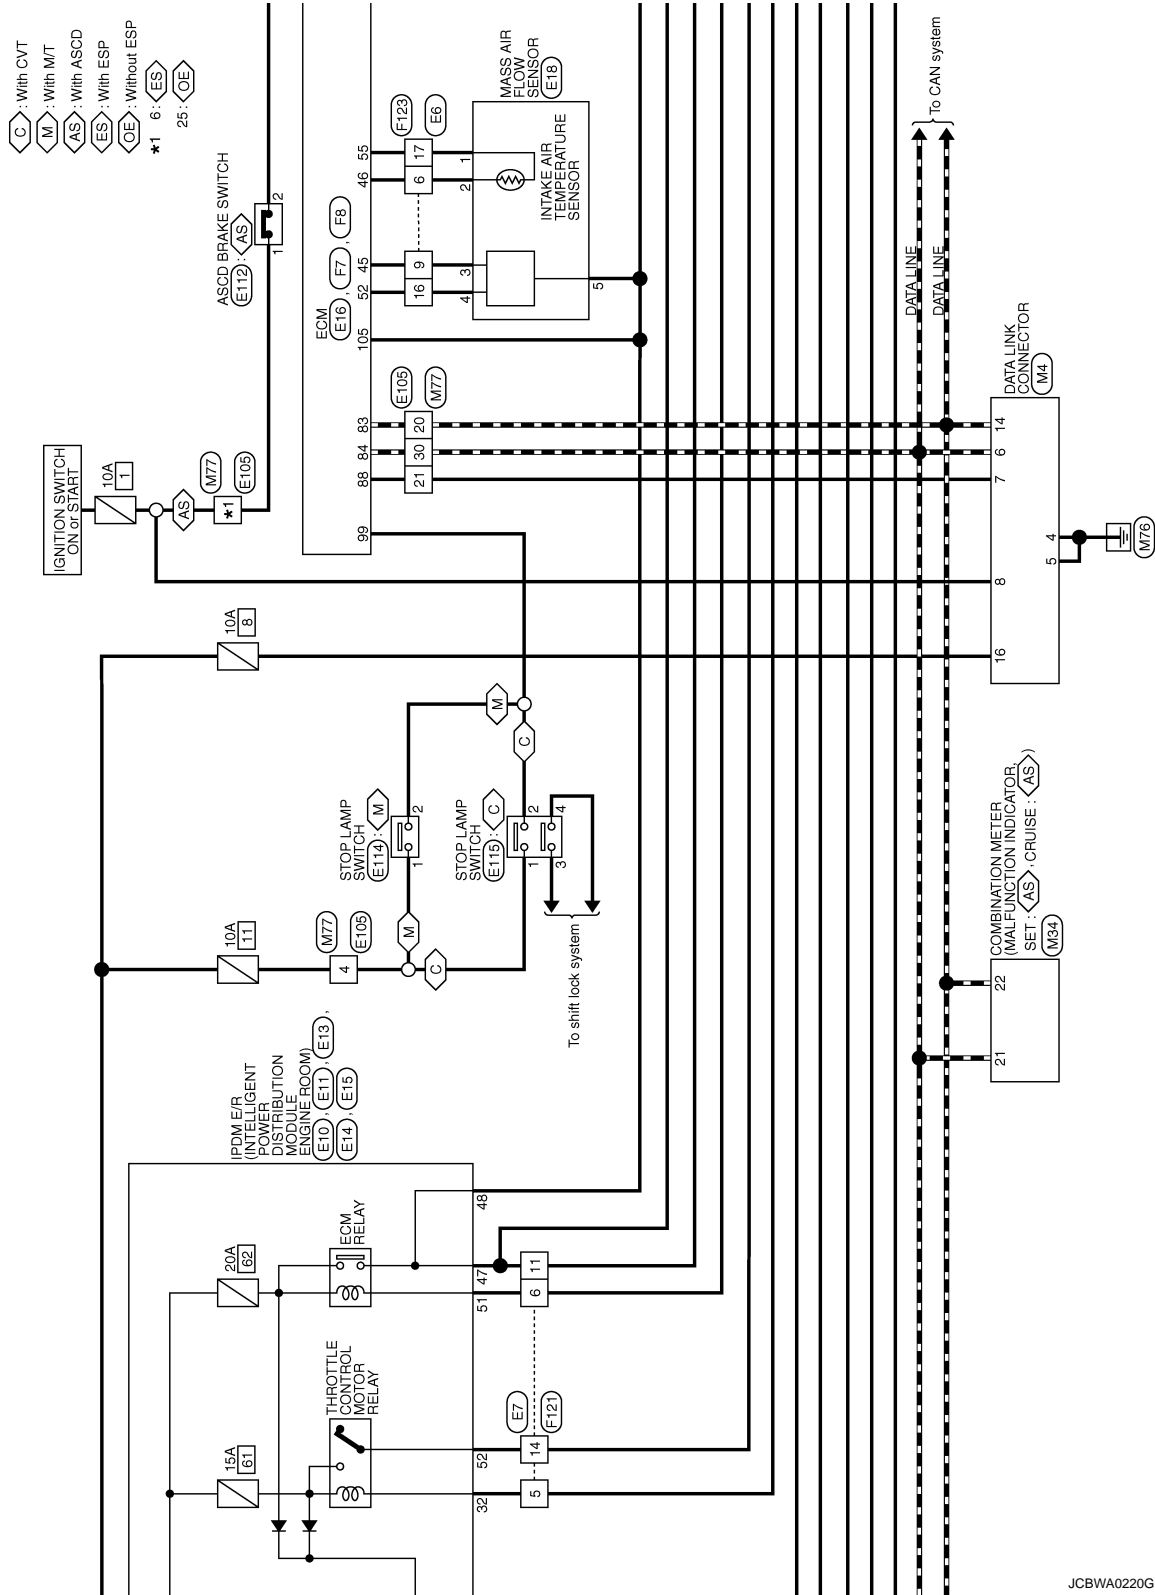 C : With CVT
M : With M/T
AS : With ASCD
ES : With ESP
OE : Without ESP
*1 6 : ES
25 : OE
IGNITION SWITCH
ON or START
10A
1
AS
M77
*1
E105
ASCD BRAKE SWITCH
E112 : AS
1
2
10A
8
10A
11
M77
4
E105
M
C
STOP LAMP
SWITCH
E114 : M
1
2
STOP LAMP
SWITCH
E115 : C
1
2
3
4
M
C
To shift lock system
ECM
E16 , F7 , F8
99
88
84
83
105
52
45
46
55
E105
M77
21
30
20
F123
E6
16
9
6
17
4
3
2
1
5
MASS AIR
FLOW
SENSOR
E18
INTAKE AIR
TEMPERATURE
SENSOR
IPDM E/R
(INTELLIGENT
POWER
DISTRIBUTION
MODULE
ENGINE ROOM)
E10 , E11 , E13 ,
E14 , E15
15A
61
20A
62
THROTTLE
CONTROL
MOTOR
RELAY
ECM
RELAY
32
52
51
47
48
E7
F121
5
14
6
11
DATA LINE
DATA LINE
To CAN system
COMBINATION METER
(MALFUNCTION INDICATOR,
SET : AS , CRUISE : AS )
M34
21
22
DATA LINK
CONNECTOR
M4
16
8
7
6
14
5
4
M76
JCBWA0220G